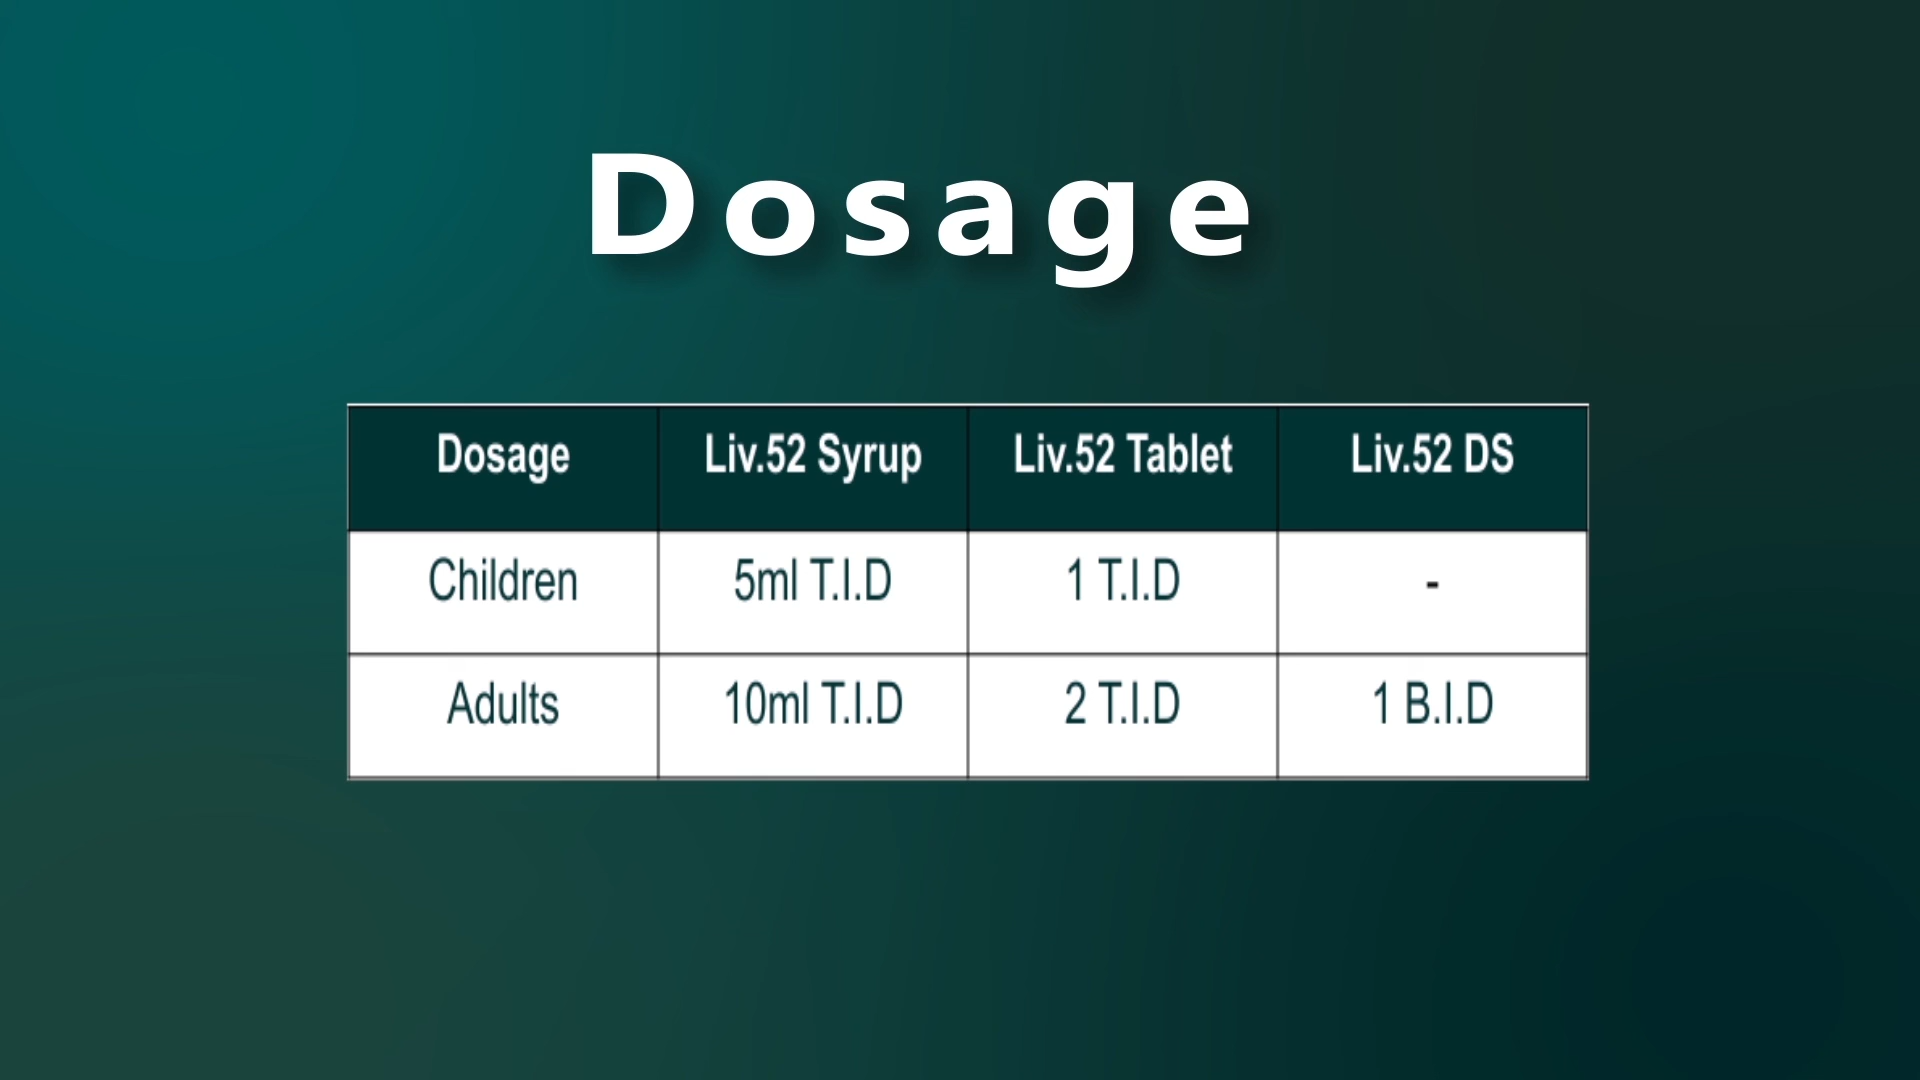 Dosage
Dosage Liv.52 Syrup Liv.52 Tablet Liv.52 DS
Children 5ml T.I.D 1 T.I.D -
Adults 10ml T.I.D 2 T.I.D 1 B.I.D